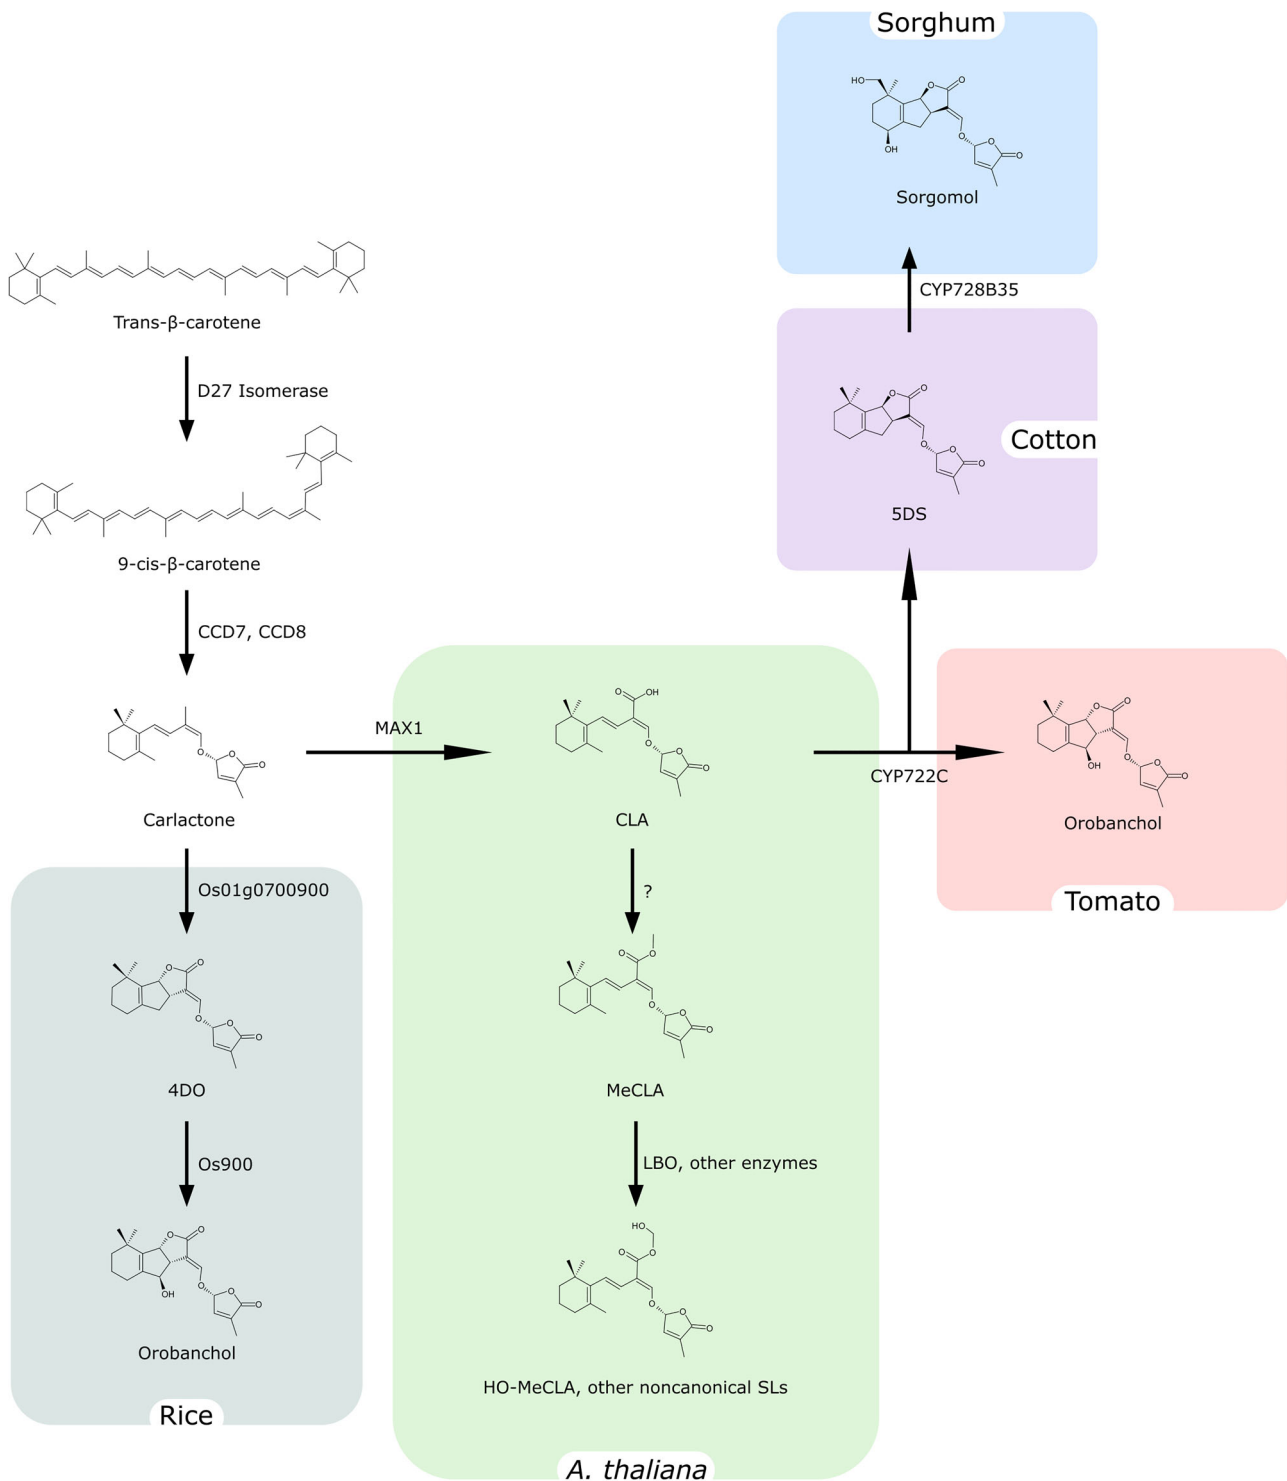 Sorghum
HO
O
O
O
O
O
OH
Sorgomol
CYP728B35
Trans-β-carotene
D27 Isomerase
9-cis-β-carotene
CCD7, CCD8
O
O
O
O
O
Cotton
5DS
O
O
O
Carlactone
MAX1
O
OH
O
O
O
CLA
CYP722C
O
O
OH
O
O
O
Orobanchol
Tomato
Os01g0700900
O
O
O
O
O
4DO
Os900
O
O
OH
O
O
O
Orobanchol
Rice
?
O
O
O
O
O
MeCLA
LBO, other enzymes
HO
O
O
O
O
O
HO-MeCLA, other noncanonical SLs
A. thaliana